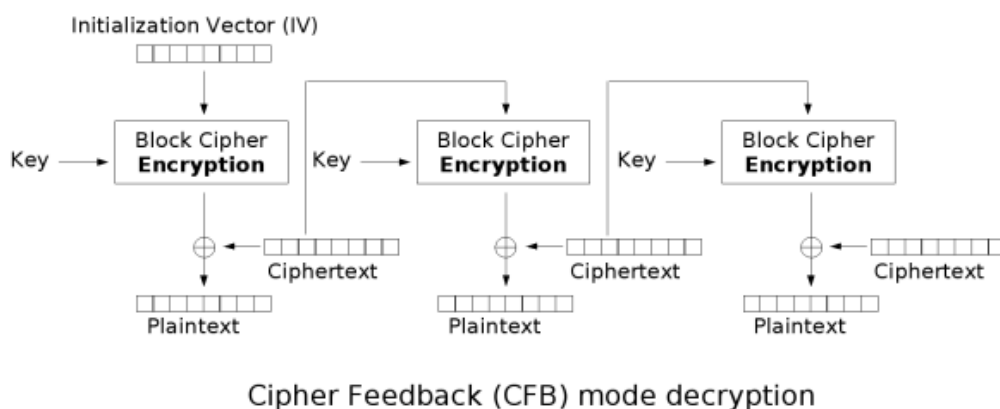 Initialization Vector (IV)
Block Cipher
Encryption
Key
Block Cipher
Encryption
Key
Block Cipher
Encryption
Key
Ciphertext
Ciphertext
Ciphertext
Plaintext
Plaintext
Plaintext
Cipher Feedback (CFB) mode decryption